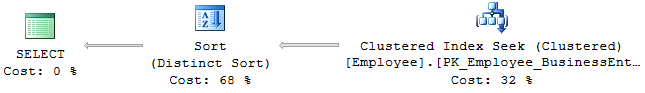 SELECT
Cost: 0 %
Sort
(Distinct Sort)
Cost: 68 %
Clustered Index Seek (Clustered)
[Employee].[PK_Employee_BusinessEnt…
Cost: 32 %